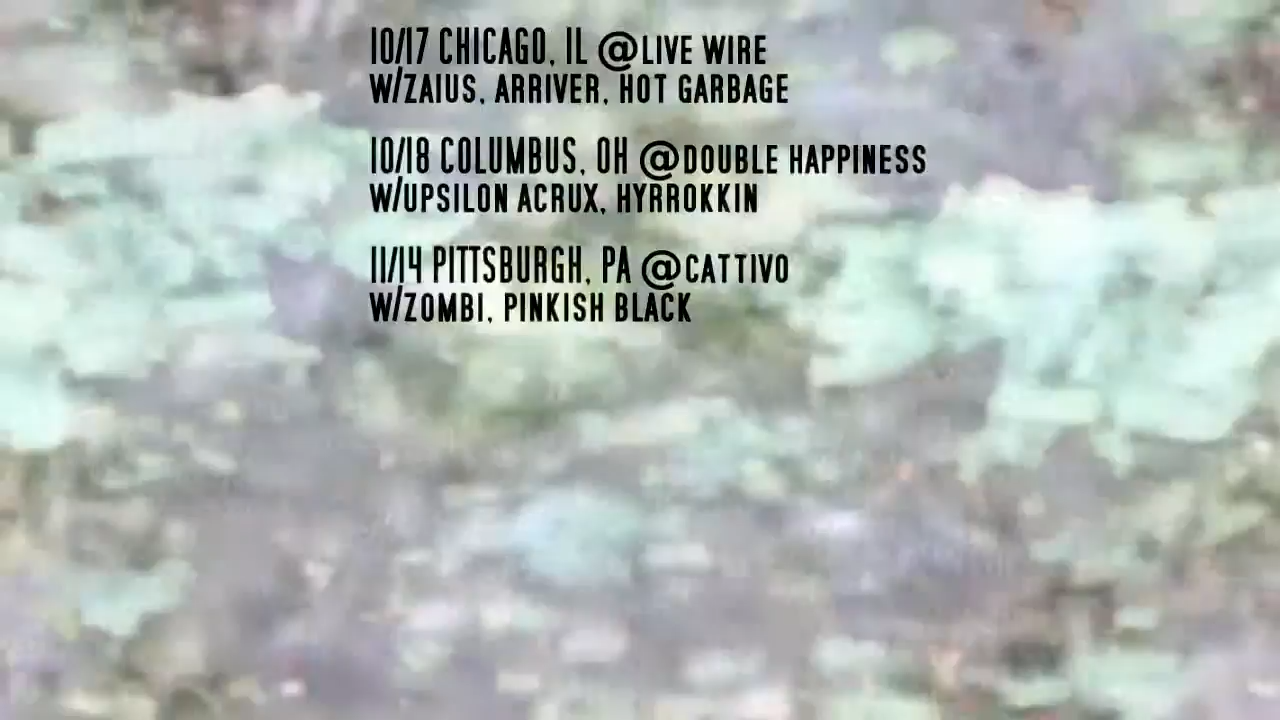 10/17 CHICAGO, IL @LIVE WIRE
W/ZAIUS, ARRIVER, HOT GARBAGE
10/18 COLUMBUS, OH @DOUBLE HAPPINESS
W/UPSILON ACRUX, HYRROKKIN
11/14 PITTSBURGH, PA @CATTIVO
W/ZOMBI, PINKISH BLACK